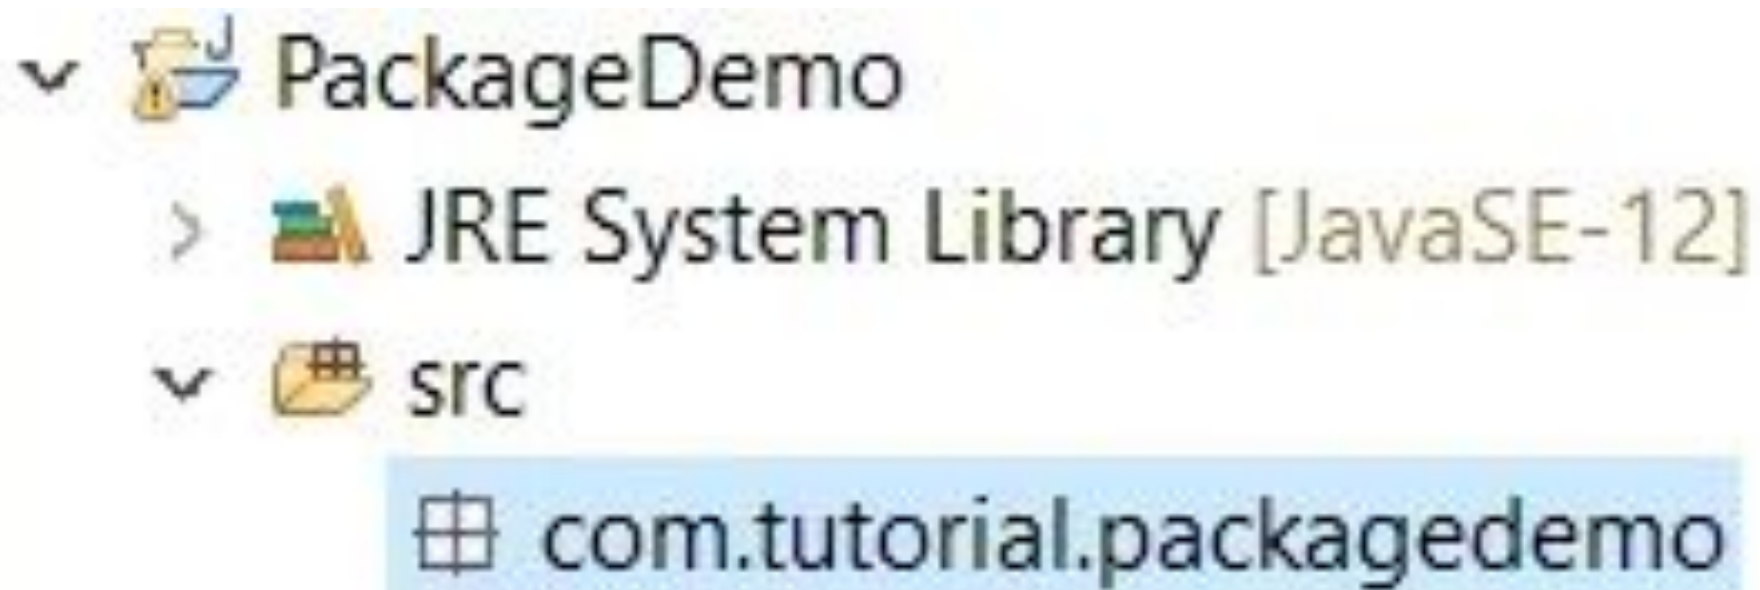 PackageDemo
JRE System Library [JavaSE-12]
src
com.tutorial.packagedemo